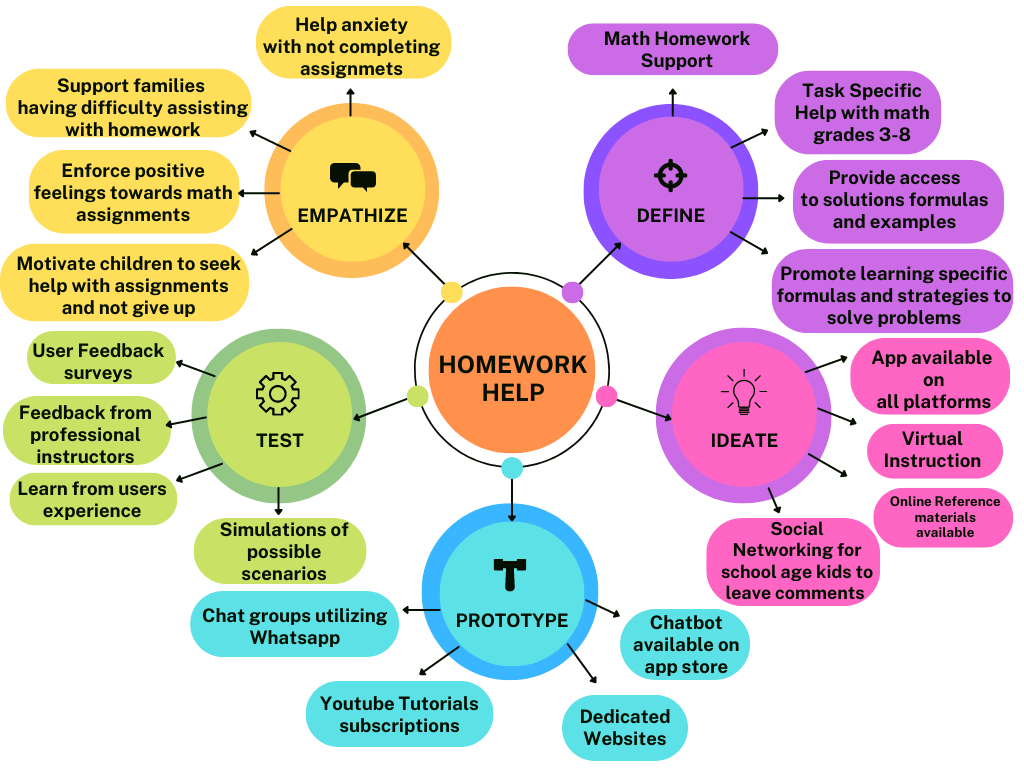 HOMEWORK
HELP
EMPATHIZE
Help anxiety
with not completing
assignmets
Support families
having difficulty assisting
with homework
Enforce positive
feelings towards math
assignments
Motivate children to seek
help with assignments
and not give up
DEFINE
Math Homework
Support
Task Specific
Help with math
grades 3-8
Provide access
to solutions formulas
and examples
Promote learning specific
formulas and strategies to
solve problems
IDEATE
App available
on
all platforms
Virtual
Instruction
Online Reference
materials
available
Social
Networking for
school age kids to
leave comments
PROTOTYPE
Chatbot
available on
app store
Dedicated
Websites
Youtube Tutorials
subscriptions
Chat groups utilizing
Whatsapp
TEST
User Feedback
surveys
Feedback from
professional
instructors
Learn from users
experience
Simulations of
possible
scenarios